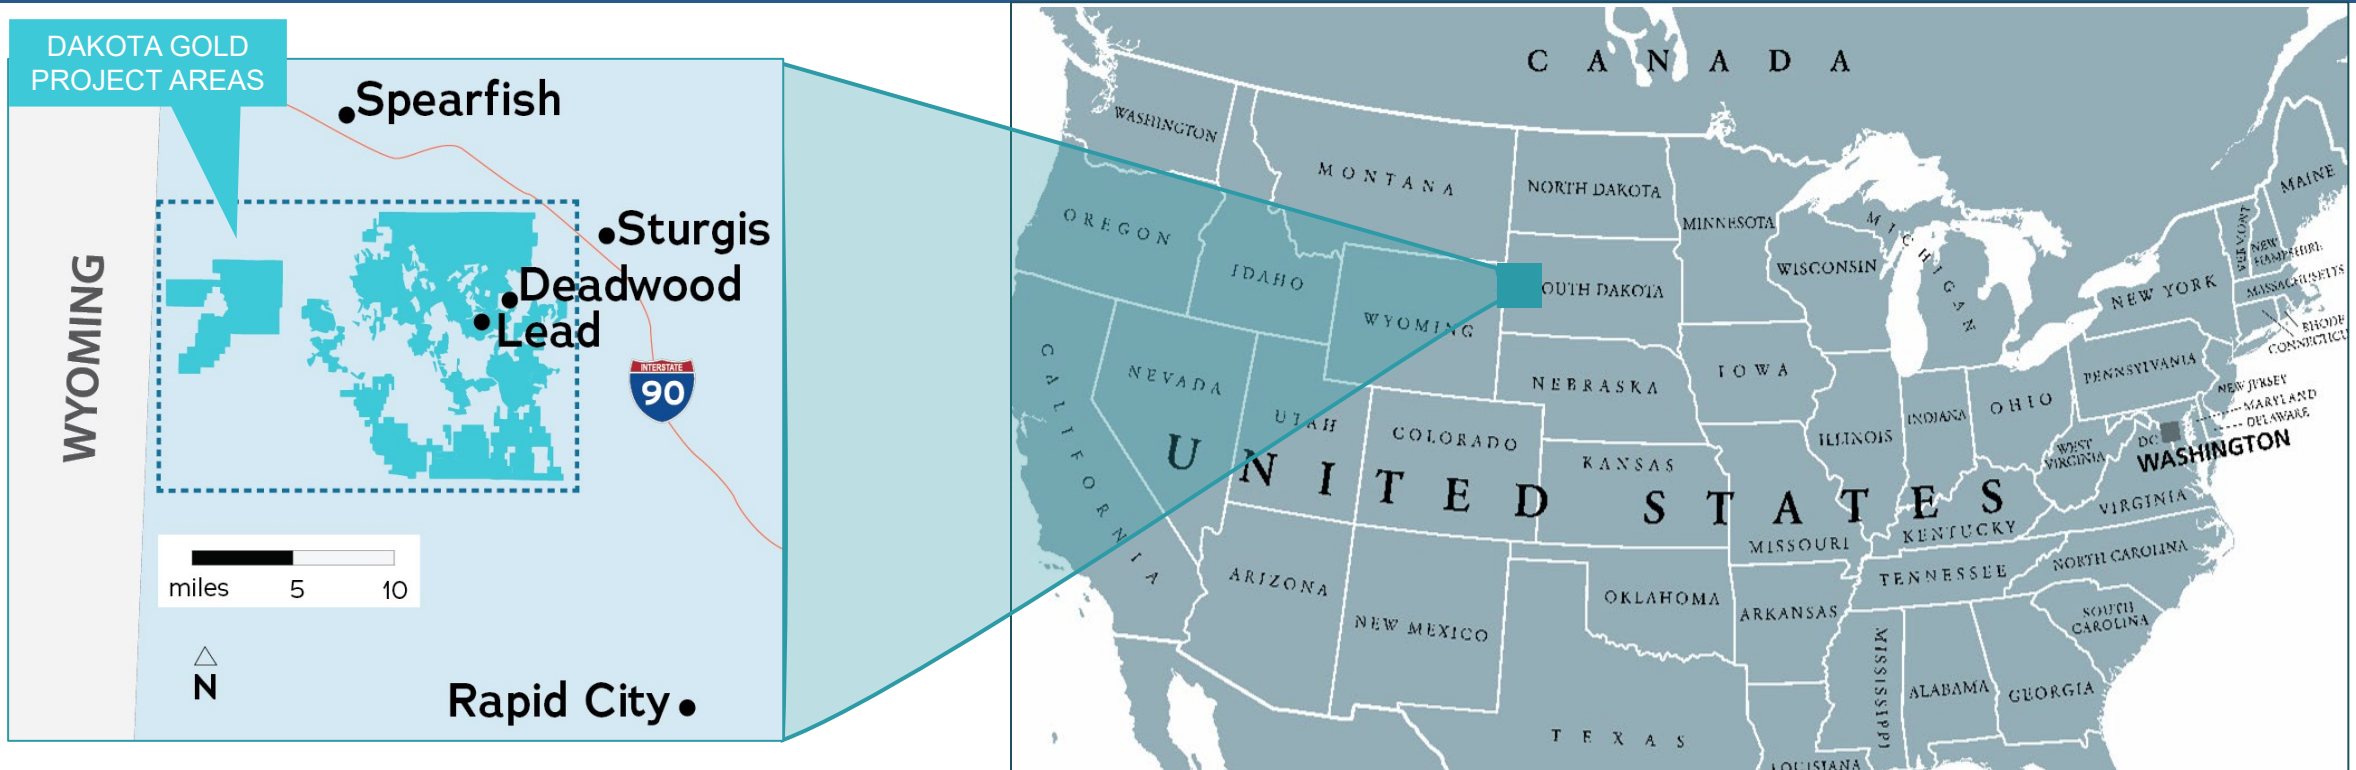 DAKOTA GOLD
PROJECT AREAS
Spearfish
Sturgis
Deadwood
Lead
WYOMING
INTERSTATE
90
miles 5 10
N
Rapid City
CANADA
WASHINGTON
MONTANA
NORTH DAKOTA
MINNESOTA
OREGON
IDAHO
WYOMING
OUTH DAKOTA
WISCONSIN
MICHIGAN
MAINE
VERMONT
NEW
HAMPSHIRE
NEW YORK
MASSACHUSETTS
RHODE
CONNECTICU
CALIFORNIA
NEVADA
UTAH
COLORADO
NEBRASKA
IOWA
ILLINOIS
INDIANA
OHIO
PENNSYLVANIA
NEW JERSEY
MARYLAND
DELAWARE
DC
WASHINGTON
WEST
VIRGINIA
VIRGINIA
KANSAS
UNITED STATES
MISSOURI
KENTUCKY
ARIZONA
NEW MEXICO
OKLAHOMA
ARKANSAS
TENNESSEE
NORTH CAROLINA
SOUTH
CAROLINA
MISSISSIPPI
ALABAMA
GEORGIA
TEXAS
LOUISIANA